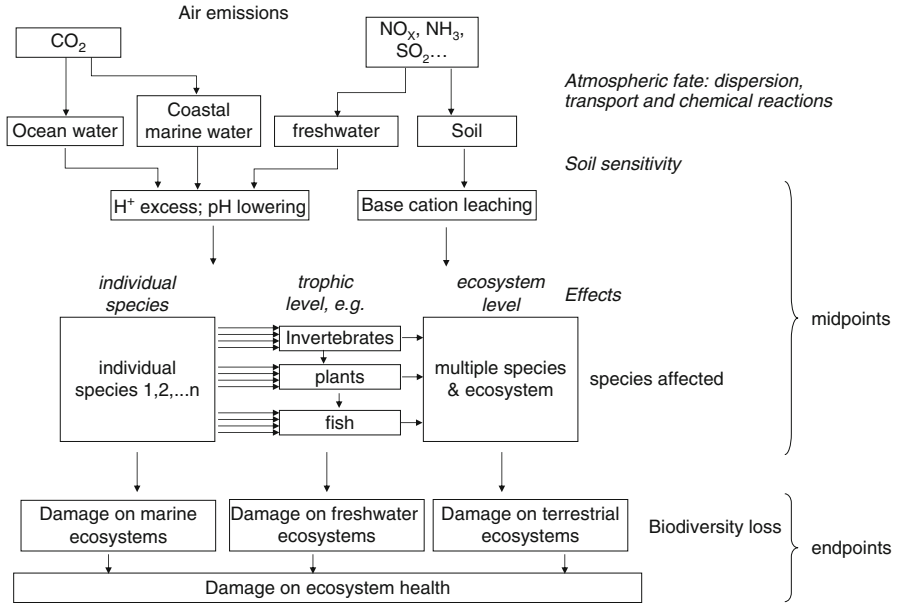 Air emissions
CO₂
NOₓ, NH₃,
SO₂...
Atmospheric fate: dispersion,
transport and chemical reactions
Ocean water
Coastal
marine water
freshwater
Soil
Soil sensitivity
H⁺ excess; pH lowering
Base cation leaching
individual
species
trophic
level, e.g.
ecosystem
level
Effects
midpoints
individual
species 1,2,...n
Invertebrates
plants
fish
multiple species
& ecosystem
species affected
Damage on marine
ecosystems
Damage on freshwater
ecosystems
Damage on terrestrial
ecosystems
Biodiversity loss
endpoints
Damage on ecosystem health